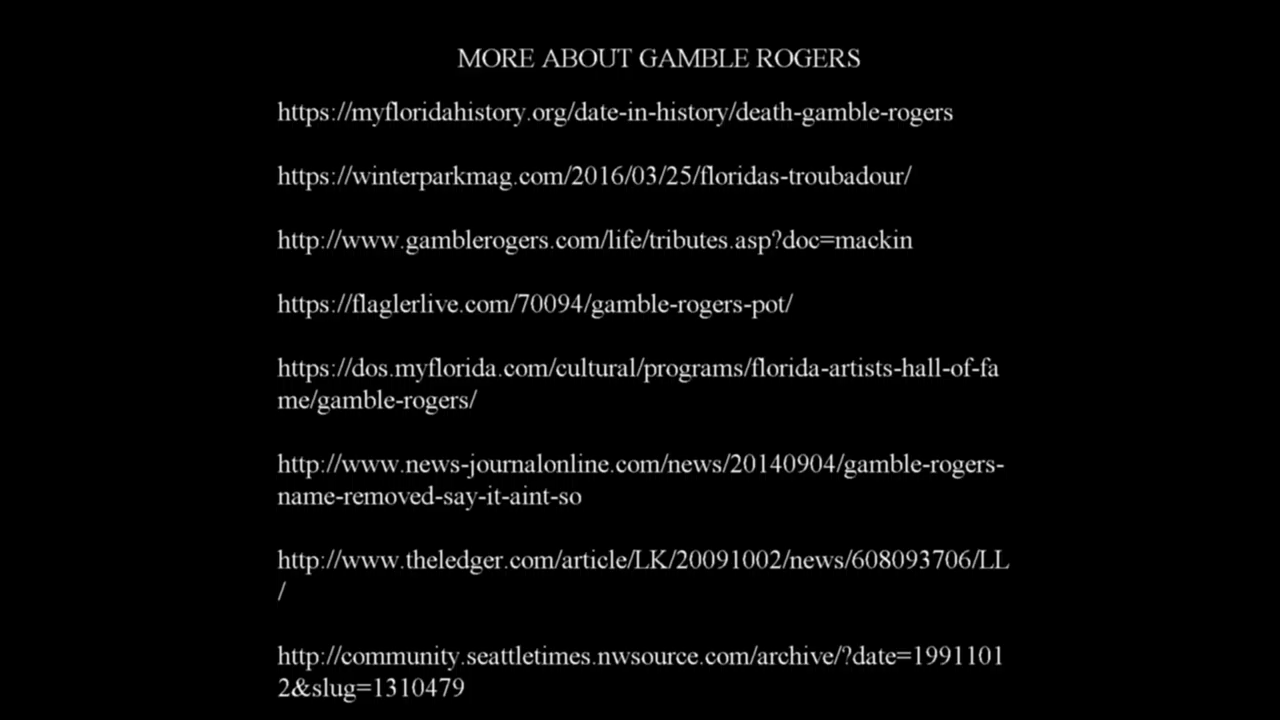 MORE ABOUT GAMBLE ROGERS
https://myfloridahistory.org/date-in-history/death-gamble-rogers
https://winterparkmag.com/2016/03/25/floridas-troubadour/
http://www.gamblerogers.com/life/tributes.asp?doc=mackin
https://flaglerlive.com/70094/gamble-rogers-pot/
https://dos.myflorida.com/cultural/programs/florida-artists-hall-of-fa
me/gamble-rogers/
http://www.news-journalonline.com/news/20140904/gamble-rogers-
name-removed-say-it-aint-so
http://www.theledger.com/article/LK/20091002/news/608093706/LL
/
http://community.seattletimes.nwsource.com/archive/?date=1991101
2&slug=1310479